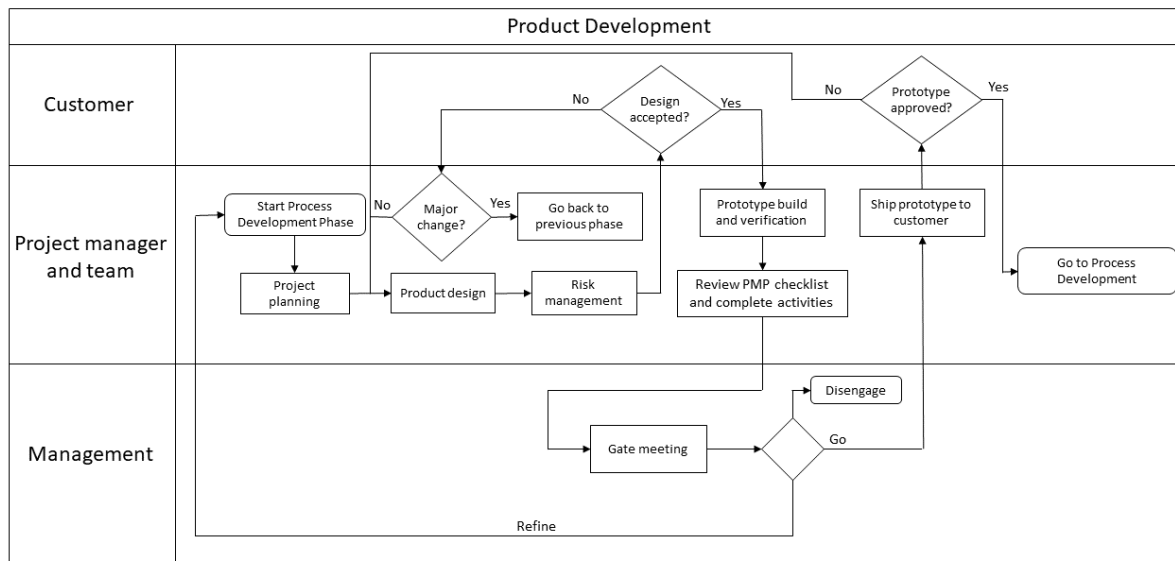 Product Development
Customer
No
Design
accepted?
Yes
No
Prototype
approved?
Yes
Project manager
and team
Start Process
Development Phase
No
Major
change?
Yes
Go back to
previous phase
Prototype build
and verification
Ship prototype to
customer
Project
planning
Product design
Risk
management
Review PMP checklist
and complete activities
Go to Process
Development
Management
Disengage
Gate meeting
Go
Refine